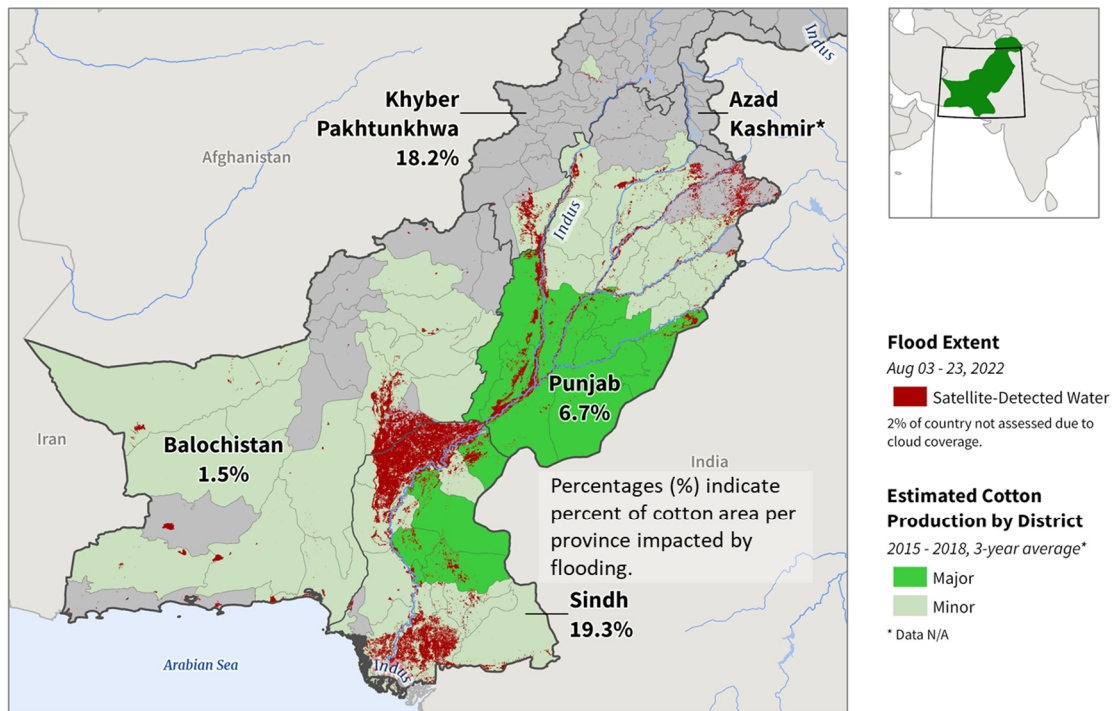 Indus
Khyber
Pakhtunkhwa
18.2%
Azad
Kashmir*
Afghanistan
Indus
Punjab
6.7%
Iran
Balochistan
1.5%
India
Percentages (%) indicate
percent of cotton area per
province impacted by
flooding.
Sindh
19.3%
Arabian Sea
Indus
Flood Extent
Aug 03 - 23, 2022
Satellite-Detected Water
2% of country not assessed due to
cloud coverage.
Estimated Cotton
Production by District
2015 - 2018, 3-year average*
Major
Minor
* Data N/A